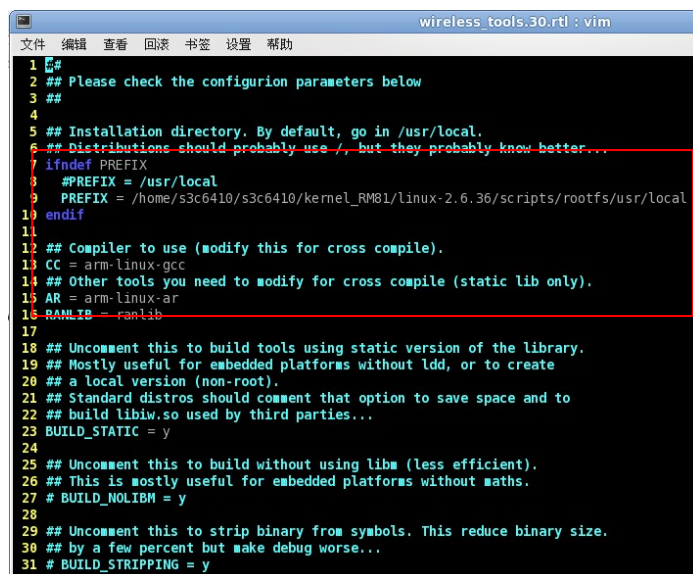 wireless_tools.30.rtl : vim
文件 编辑 查看 回滚 书签 设置 帮助
1 ##
2 ## Please check the configurion parameters below
3 ##
4
5 ## Installation directory. By default, go in /usr/local.
6 ## Distributions should probably use /, but they probably know better...
7 ifndef PREFIX
8 #PREFIX = /usr/local
9 PREFIX = /home/s3c6410/s3c6410/kernel_RM81/linux-2.6.36/scripts/rootfs/usr/local
10 endif
11
12 ## Compiler to use (modify this for cross compile).
13 CC = arm-linux-gcc
14 ## Other tools you need to modify for cross compile (static lib only).
15 AR = arm-linux-ar
16 RANLIB = ranlib
17
18 ## Uncomment this to build tools using static version of the library.
19 ## Mostly useful for embedded platforms without ldd, or to create
20 ## a local version (non-root).
21 ## Standard distros should comment that option to save space and to
22 ## build libiw.so used by third parties...
23 BUILD_STATIC = y
24
25 ## Uncomment this to build without using libm (less efficient).
26 ## This is mostly useful for embedded platforms without maths.
27 # BUILD_NOLIBM = y
28
29 ## Uncomment this to strip binary from symbols. This reduce binary size.
30 ## by a few percent but make debug worse...
31 # BUILD_STRIPPING = y